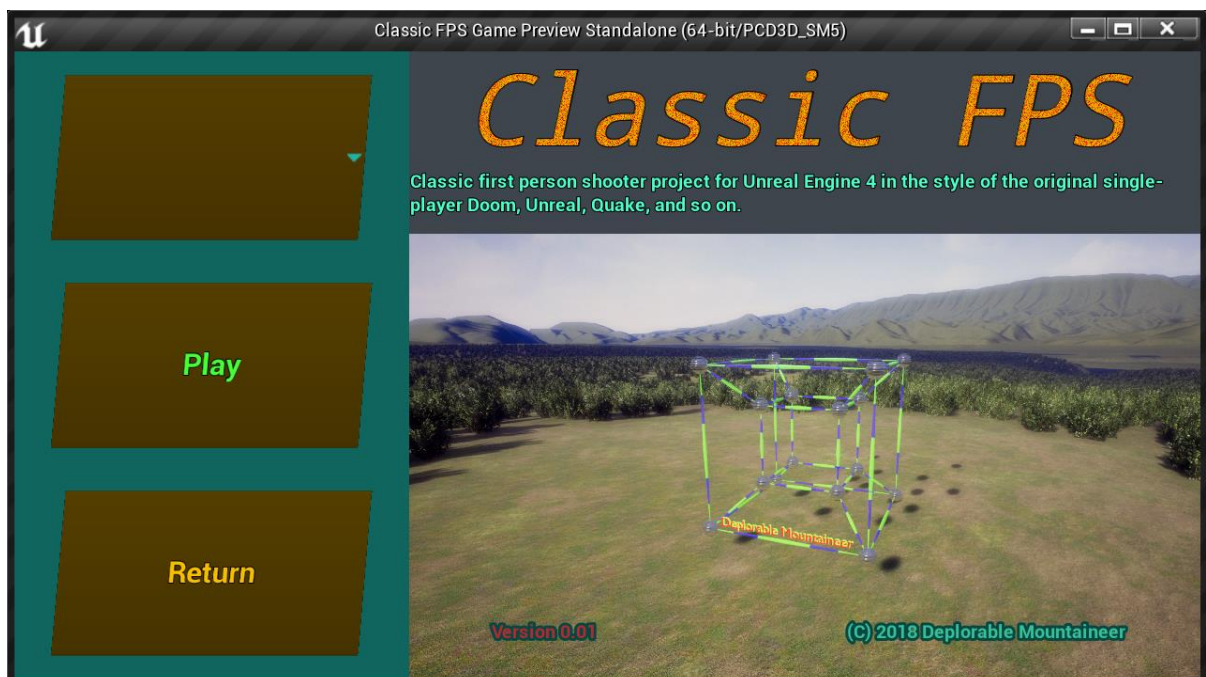 Classic FPS Game Preview Standalone (64-bit/PCD3D_SM5)
Classic FPS
Classic first person shooter project for Unreal Engine 4 in the style of the original single-
player Doom, Unreal, Quake, and so on.
Play
Return
Deplorable Mountaineer
Version 0.01
(C) 2018 Deplorable Mountaineer